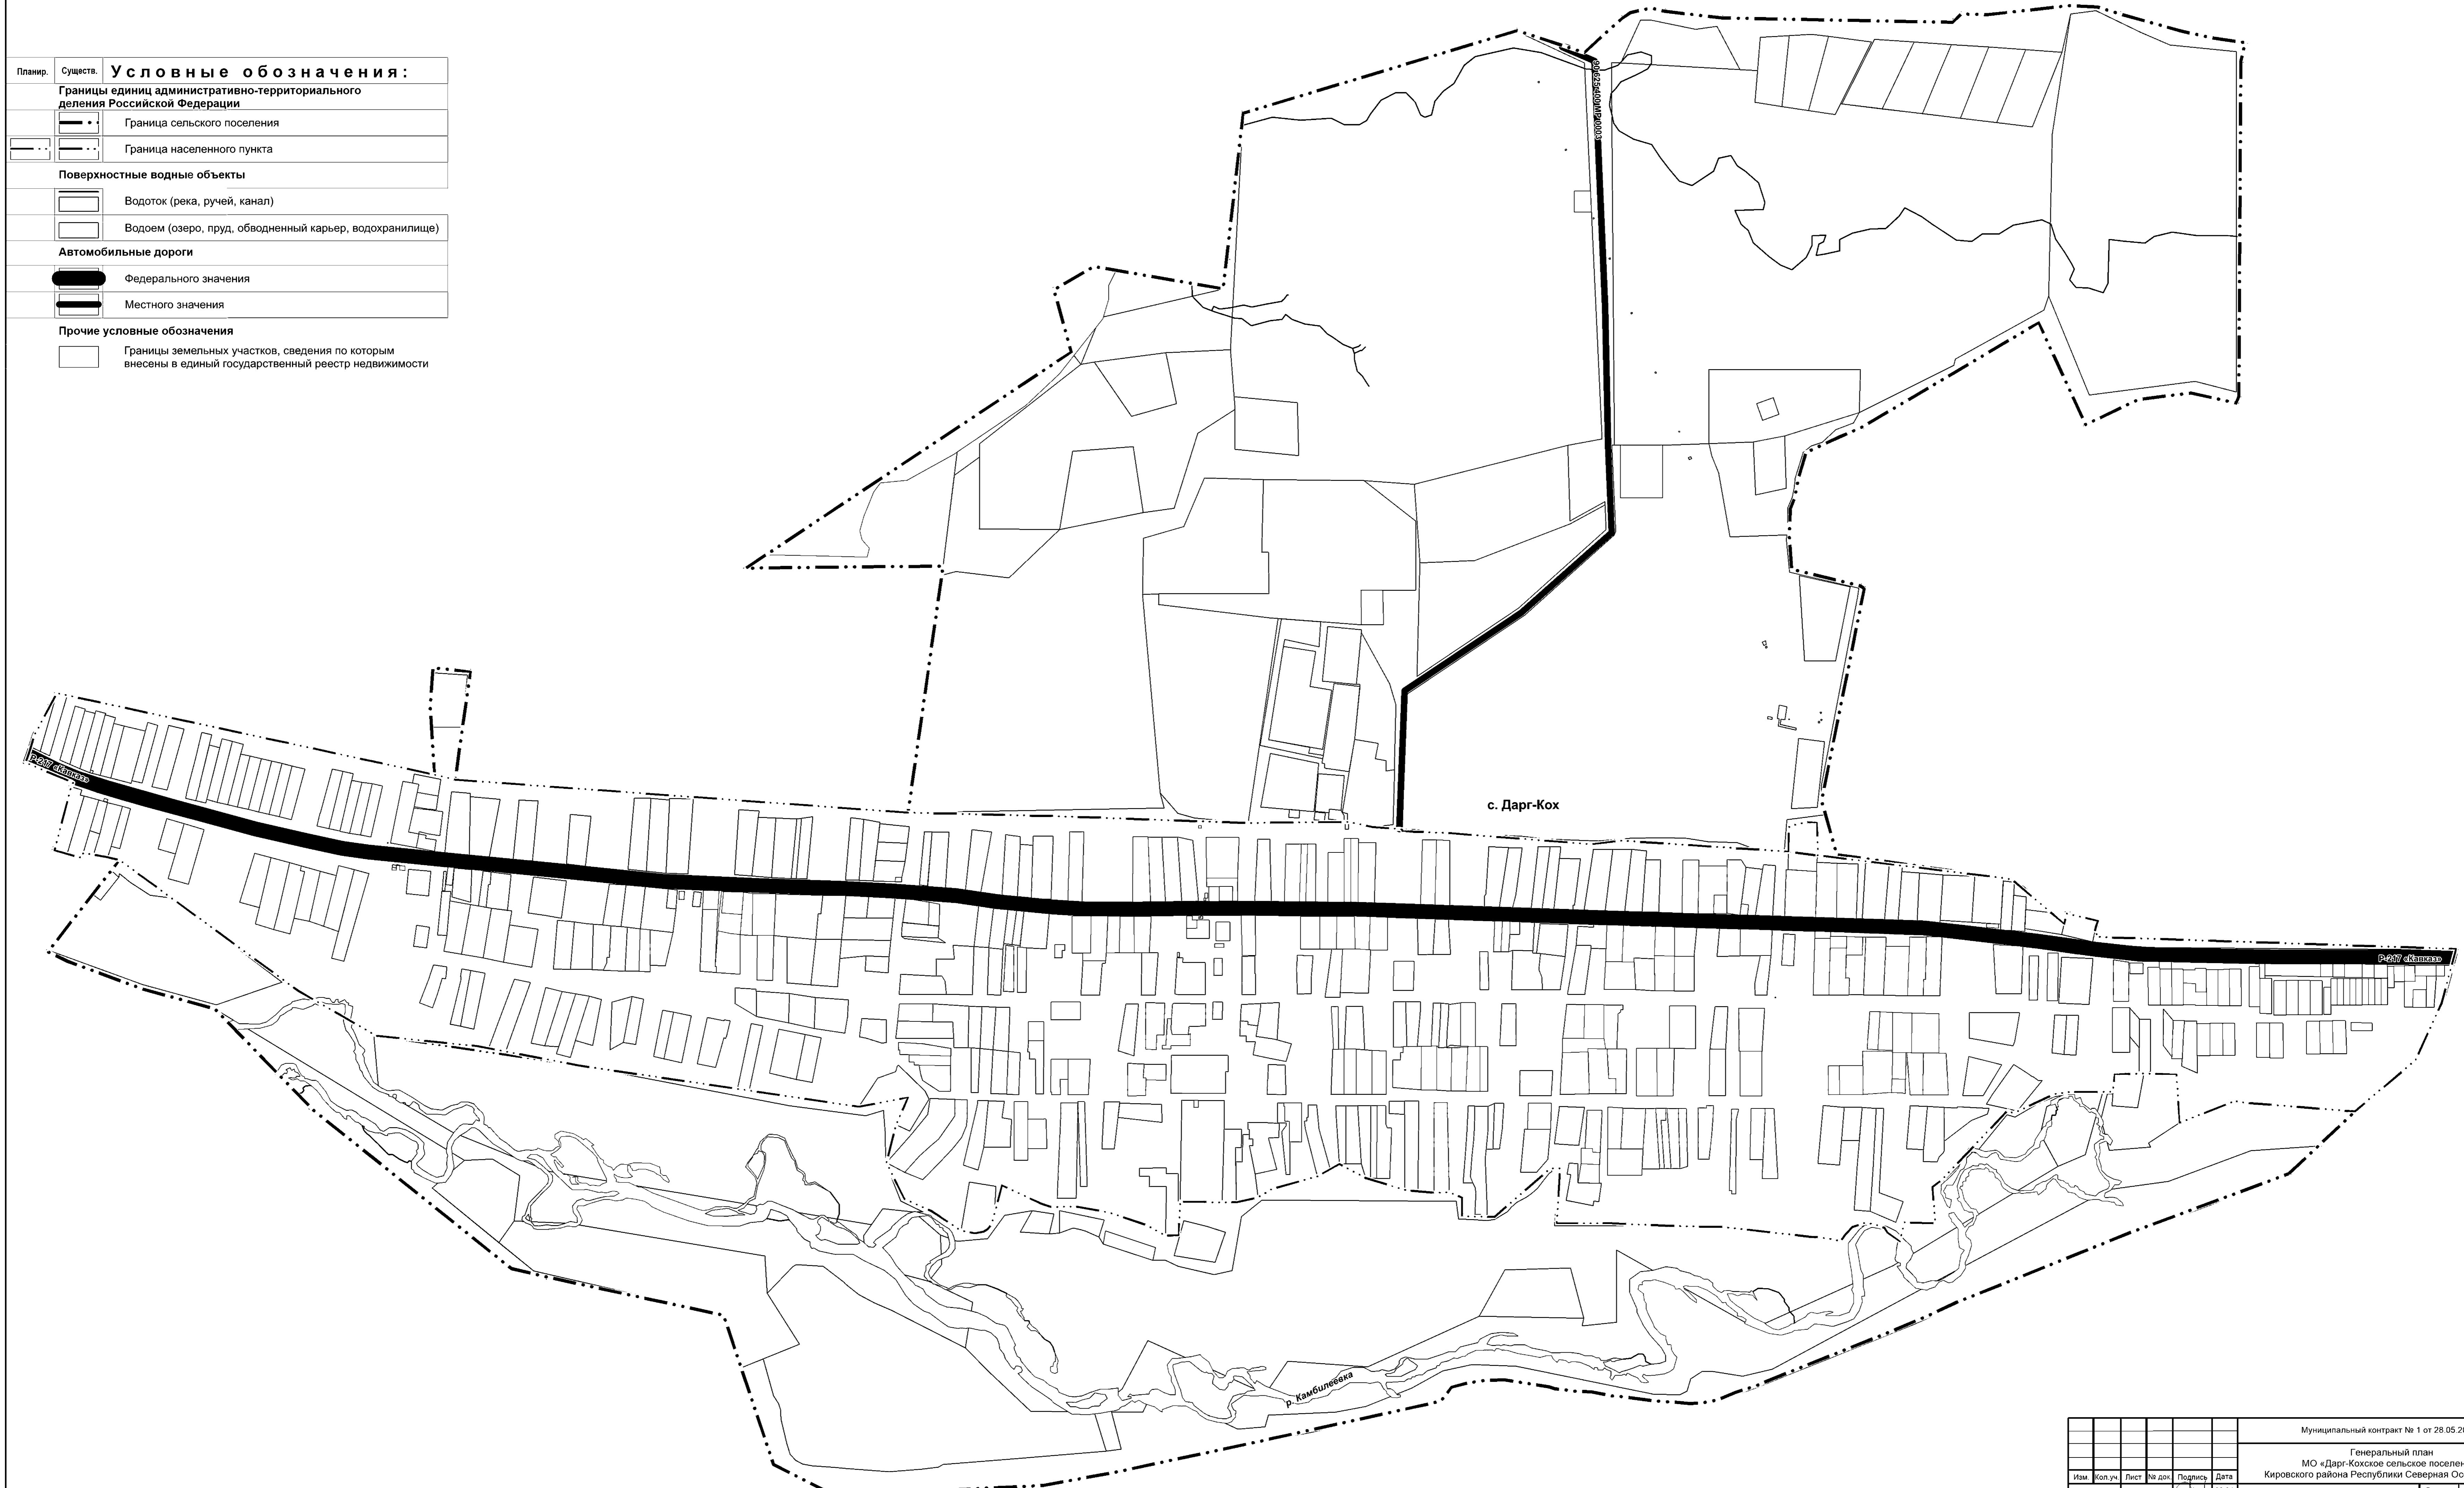 Планир. Существ. Условные обозначения:
Границы единиц административно-территориального
деления Российской Федерации
Граница сельского поселения
Граница населенного пункта
Поверхностные водные объекты
Водоток (река, ручей, канал)
Водоем (озеро, пруд, обводненный карьер, водохранилище)
Автомобильные дороги
Федерального значения
Местного значения
Прочие условные обозначения
Границы земельных участков, сведения по которым
внесены в единый государственный реестр недвижимости
Р-217 «Кавказ»
с. Дарг-Кох
Р-217 «Кавказ»
р. Камбилеевка
Муниципальный контракт № 1 от 28.05.2
Генеральный план
МО «Дарг-Кохское сельское поселен
Кировского района Республики Северная Ос
Изм. Кол.уч. Лист № док. Подпись Дата